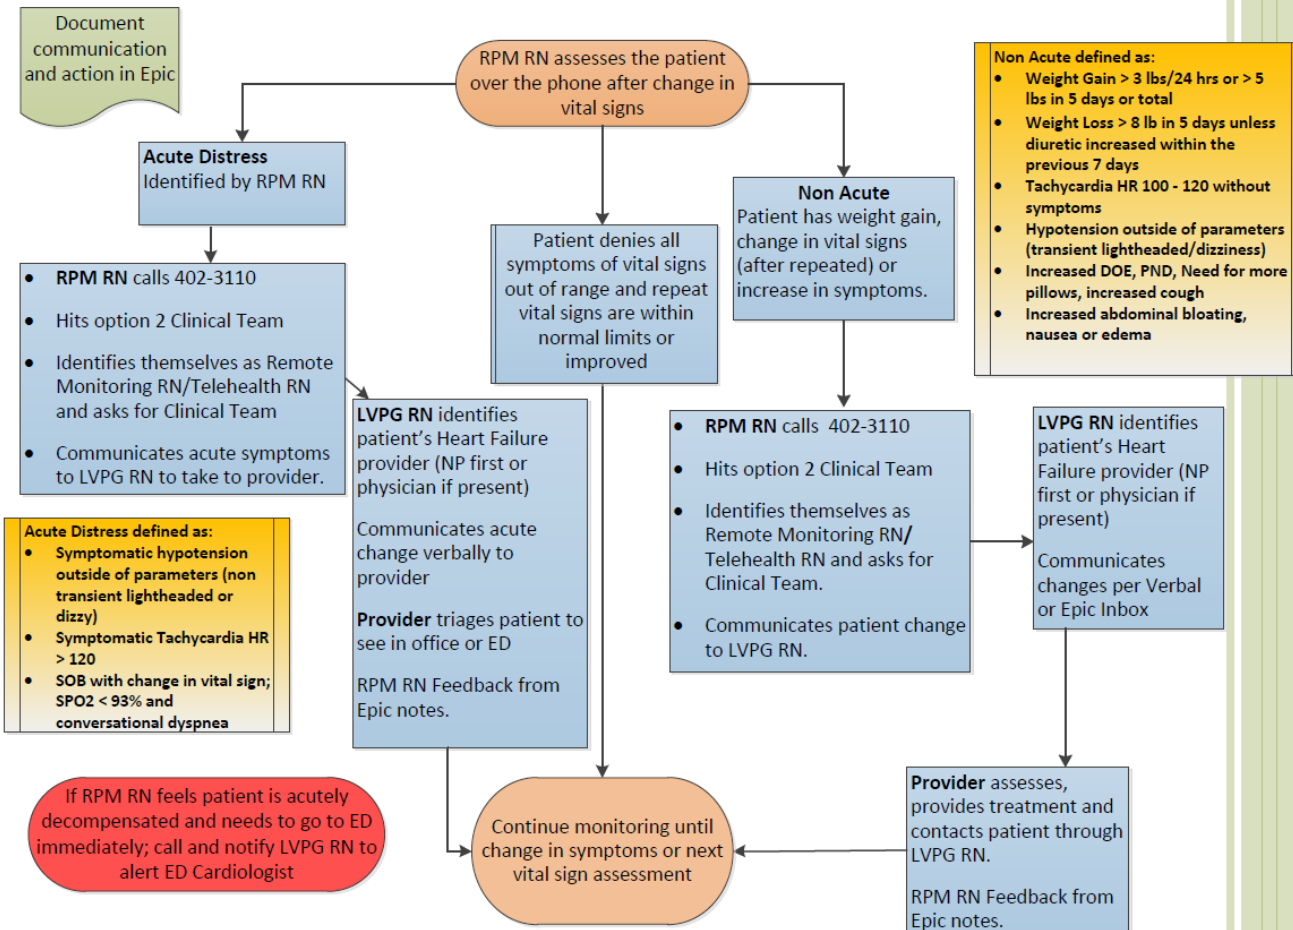 Document
communication
and action in Epic
RPM RN assesses the patient
over the phone after change in
vital signs
Non Acute defined as:
• Weight Gain > 3 lbs/24 hrs or > 5
lbs in 5 days or total
• Weight Loss > 8 lb in 5 days unless
diuretic increased within the
previous 7 days
• Tachycardia HR 100 - 120 without
symptoms
• Hypotension outside of parameters
(transient lightheaded/dizziness)
• Increased DOE, PND, Need for more
pillows, increased cough
• Increased abdominal bloating,
nausea or edema
Acute Distress
Identified by RPM RN
Patient denies all
symptoms of vital signs
out of range and repeat
vital signs are within
normal limits or
improved
Non Acute
Patient has weight gain,
change in vital signs
(after repeated) or
increase in symptoms.
• RPM RN calls 402-3110
• Hits option 2 Clinical Team
• Identifies themselves as Remote
Monitoring RN/Telehealth RN
and asks for Clinical Team
• Communicates acute symptoms
to LVPG RN to take to provider.
LVPG RN identifies
patient's Heart Failure
provider (NP first or
physician if present)
Communicates acute
change verbally to
provider
Provider triages patient to
see in office or ED
RPM RN Feedback from
Epic notes.
• RPM RN calls  402-3110
• Hits option 2 Clinical Team
• Identifies themselves as
Remote Monitoring RN/
Telehealth RN and asks for
Clinical Team.
• Communicates patient change
to LVPG RN.
LVPG RN identifies
patient's Heart
Failure provider (NP
first or physician if
present)
Communicates
changes per Verbal
or Epic Inbox
Acute Distress defined as:
• Symptomatic hypotension
outside of parameters (non
transient lightheaded or
dizzy)
• Symptomatic Tachycardia HR
> 120
• SOB with change in vital sign;
SPO2 < 93% and
conversational dyspnea
If RPM RN feels patient is acutely
decompensated and needs to go to ED
immediately; call and notify LVPG RN to
alert ED Cardiologist
Continue monitoring until
change in symptoms or next
vital sign assessment
Provider assesses,
provides treatment and
contacts patient through
LVPG RN.
RPM RN Feedback from
Epic notes.